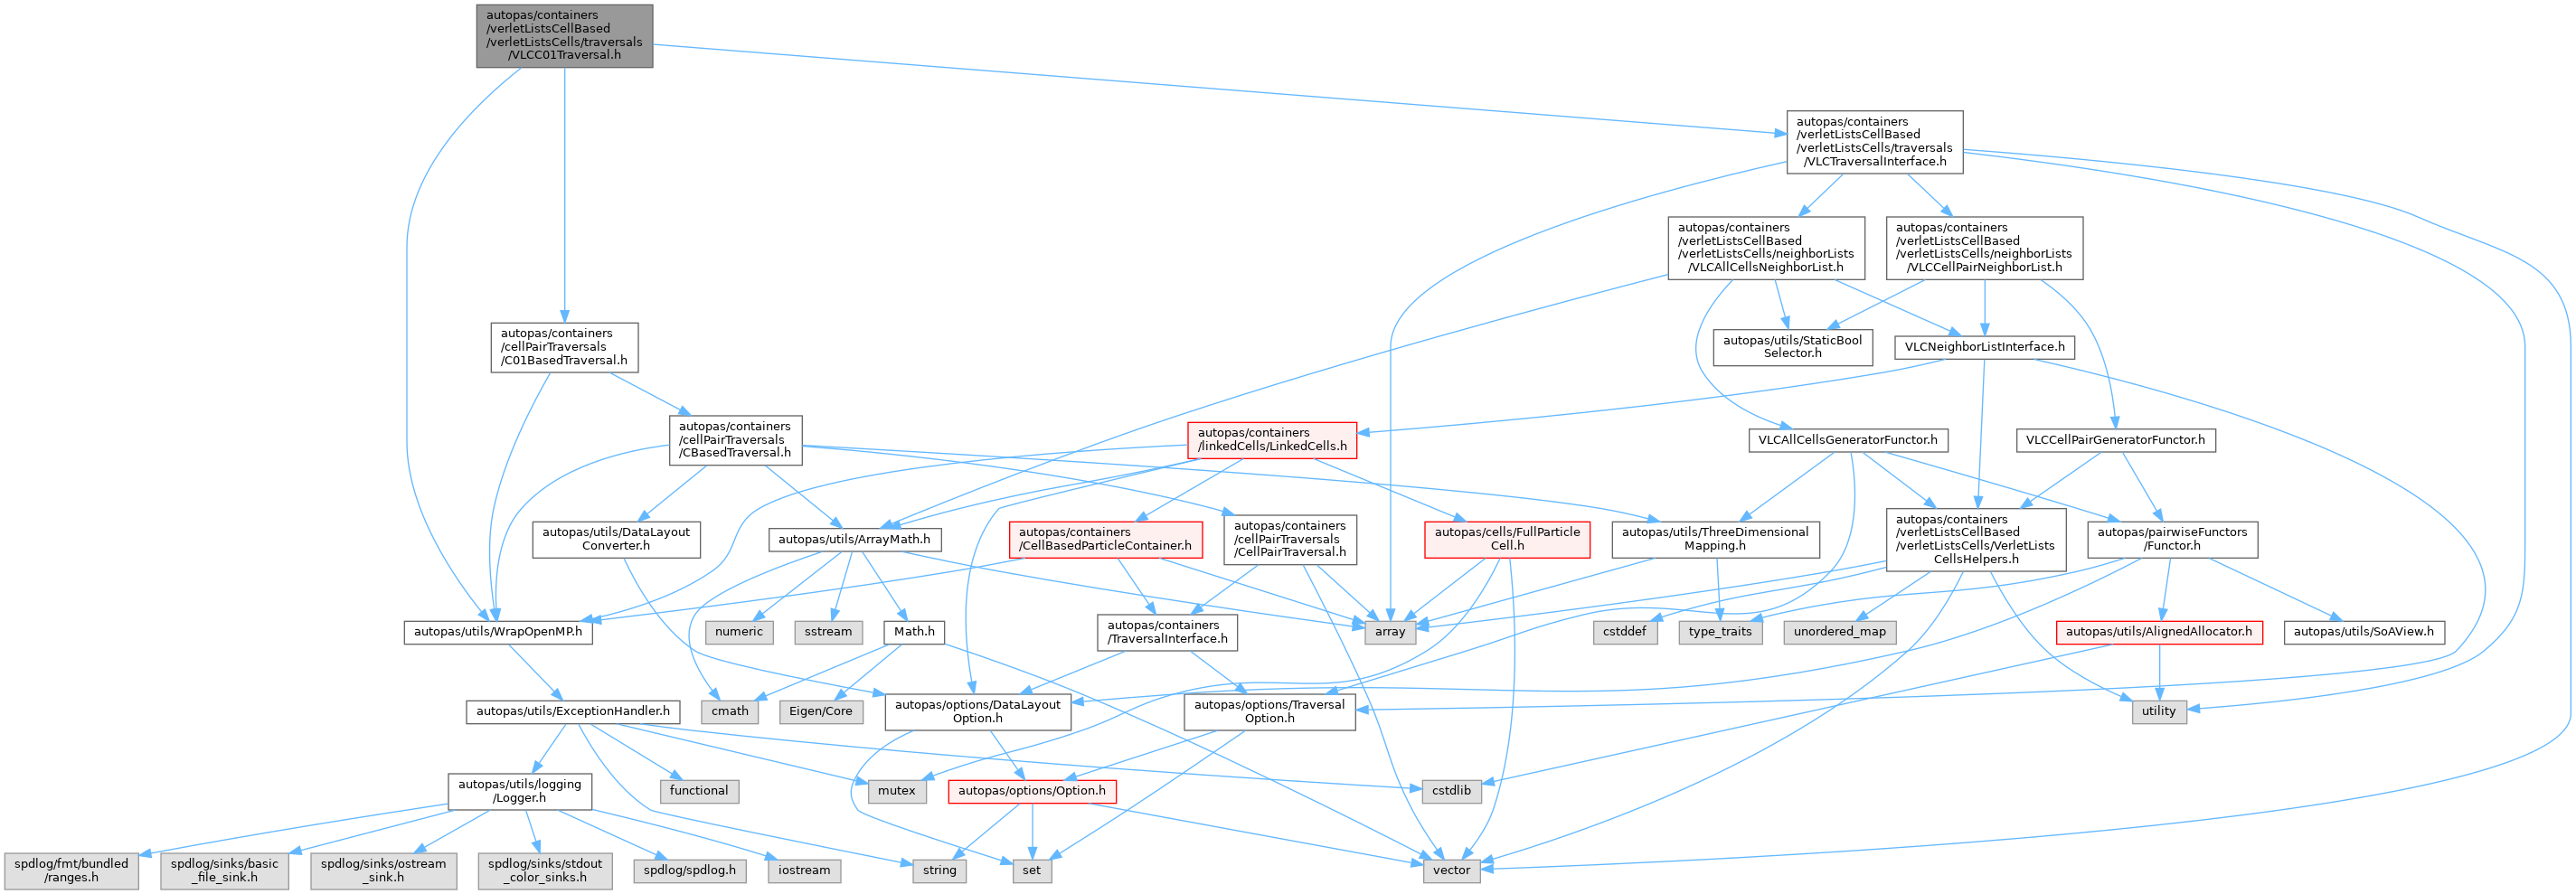 autopas/containers
/verletListsCellBased
/verletListsCells/traversals
/VLCC01Traversal.h
autopas/containers
/verletListsCellBased
/verletListsCells/traversals
/VLCTraversalInterface.h
autopas/containers
/verletListsCellBased
/verletListsCells/neighborLists
/VLCAllCellsNeighborList.h
autopas/containers
/verletListsCellBased
/verletListsCells/neighborLists
/VLCCellPairNeighborList.h
autopas/containers
/cellPairTraversals
/C01BasedTraversal.h
autopas/utils/StaticBool
Selector.h
VLCNeighborListInterface.h
autopas/containers
/cellPairTraversals
/CBasedTraversal.h
autopas/containers
/linkedCells/LinkedCells.h
VLCAllCellsGeneratorFunctor.h
VLCCellPairGeneratorFunctor.h
autopas/utils/DataLayout
Converter.h
autopas/utils/ArrayMath.h
autopas/containers
/CellBasedParticleContainer.h
autopas/containers
/cellPairTraversals
/CellPairTraversal.h
autopas/cells/FullParticle
Cell.h
autopas/utils/ThreeDimensional
Mapping.h
autopas/containers
/verletListsCellBased
/verletListsCells/VerletLists
CellsHelpers.h
autopas/pairwiseFunctors
/Functor.h
autopas/utils/WrapOpenMP.h
numeric
sstream
Math.h
autopas/containers
/TraversalInterface.h
array
cstddef
type_traits
unordered_map
autopas/utils/AlignedAllocator.h
autopas/utils/SoAView.h
autopas/utils/ExceptionHandler.h
cmath
Eigen/Core
autopas/options/DataLayout
Option.h
autopas/options/Traversal
Option.h
utility
autopas/utils/logging
/Logger.h
functional
mutex
autopas/options/Option.h
cstdlib
spdlog/fmt/bundled
/ranges.h
spdlog/sinks/basic
_file_sink.h
spdlog/sinks/ostream
_sink.h
spdlog/sinks/stdout
_color_sinks.h
spdlog/spdlog.h
iostream
string
set
vector